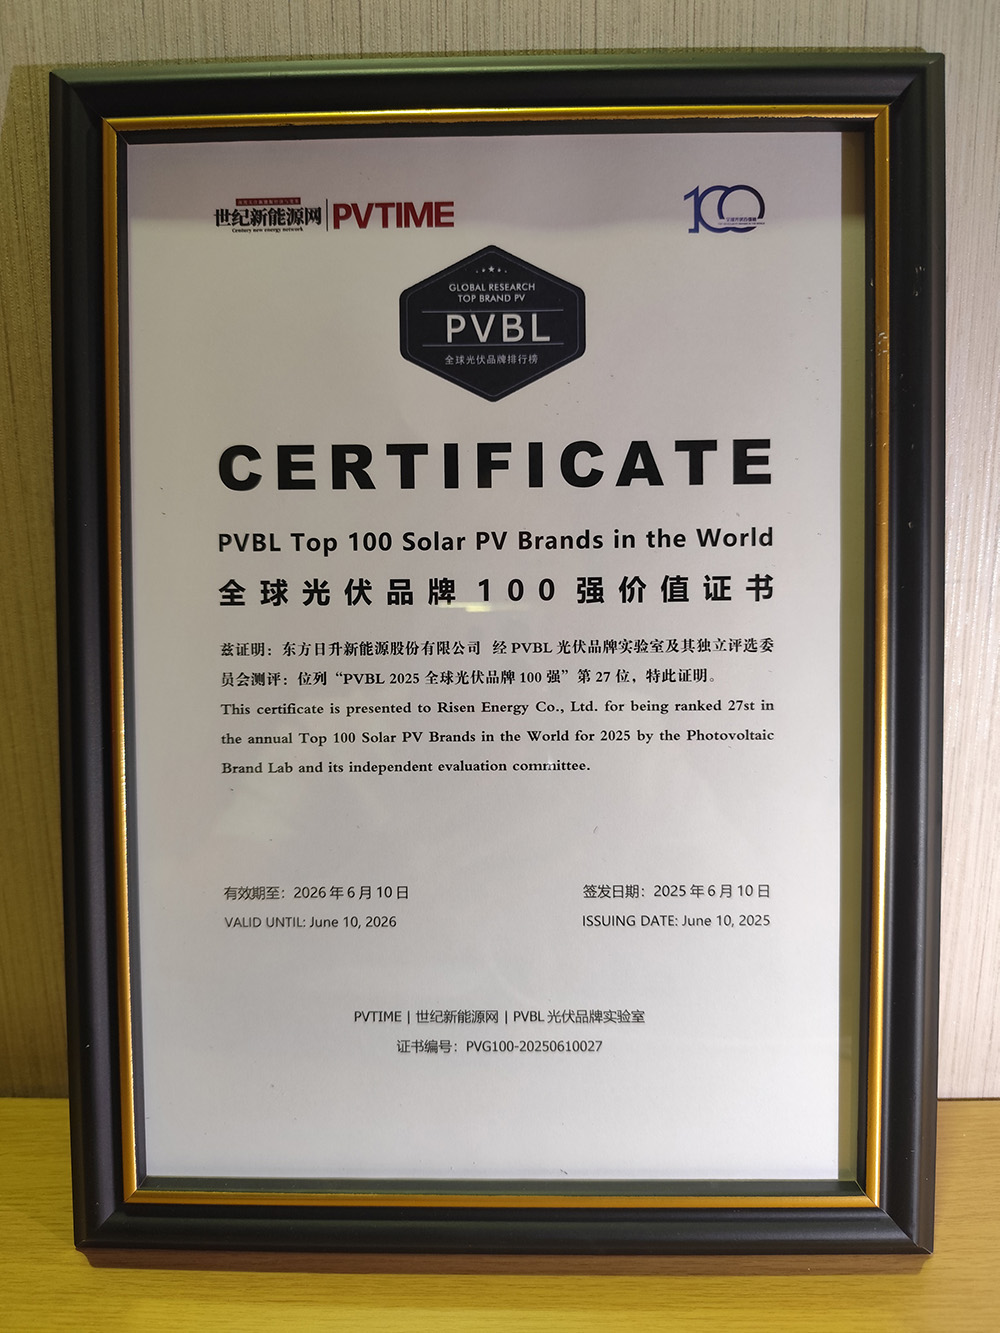 世纪新能源网
Century new energy network
PVTIME
100
GLOBAL RESEARCH
TOP BRAND PV
PVBL
全球光伏品牌排行榜
CERTIFICATE
PVBL Top 100 Solar PV Brands in the World
全球光伏品牌100强价值证书
兹证明：东方日升新能源股份有限公司 经PVBL光伏品牌实验室及其独立评选委
员会测评：位列“PVBL 2025全球光伏品牌100强”第27位，特此证明。
This certificate is presented to Risen Energy Co., Ltd. for being ranked 27st in
the annual Top 100 Solar PV Brands in the World for 2025 by the Photovoltaic
Brand Lab and its independent evaluation committee.
有效期至：2026年6月10日
VALID UNTIL: June 10, 2026
签发日期：2025年6月10日
ISSUING DATE: June 10, 2025
PVTIME | 世纪新能源网 | PVBL光伏品牌实验室
证书编号：PVG100-20250610027